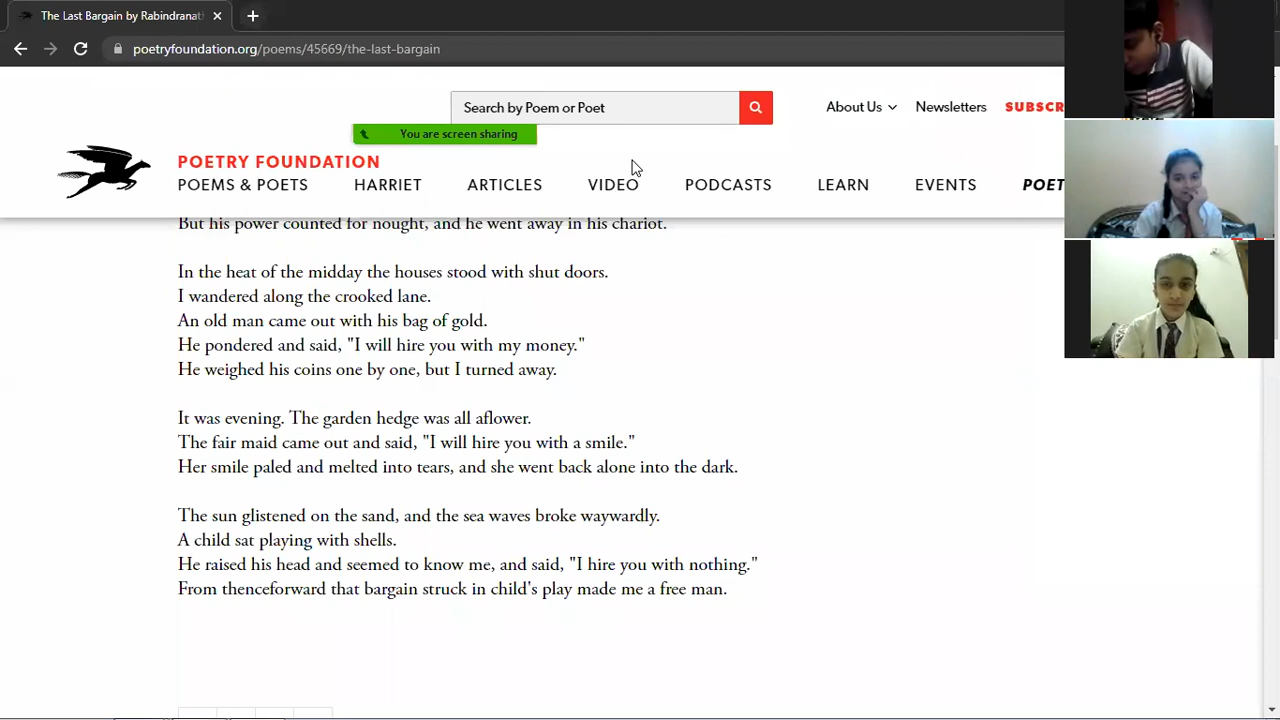 The Last Bargain by Rabindranat
poetryfoundation.org/poems/45669/the-last-bargain
Search by Poem or Poet
About Us
Newsletters
SUBSCR
You are screen sharing
POETRY FOUNDATION
POEMS & POETS
HARRIET
ARTICLES
VIDEO
PODCASTS
LEARN
EVENTS
POET
But his power counted for nought, and he went away in his chariot.
In the heat of the midday the houses stood with shut doors.
I wandered along the crooked lane.
An old man came out with his bag of gold.
He pondered and said, "I will hire you with my money."
He weighed his coins one by one, but I turned away.
It was evening. The garden hedge was all aflower.
The fair maid came out and said, "I will hire you with a smile."
Her smile paled and melted into tears, and she went back alone into the dark.
The sun glistened on the sand, and the sea waves broke waywardly.
A child sat playing with shells.
He raised his head and seemed to know me, and said, "I hire you with nothing."
From thenceforward that bargain struck in child's play made me a free man.